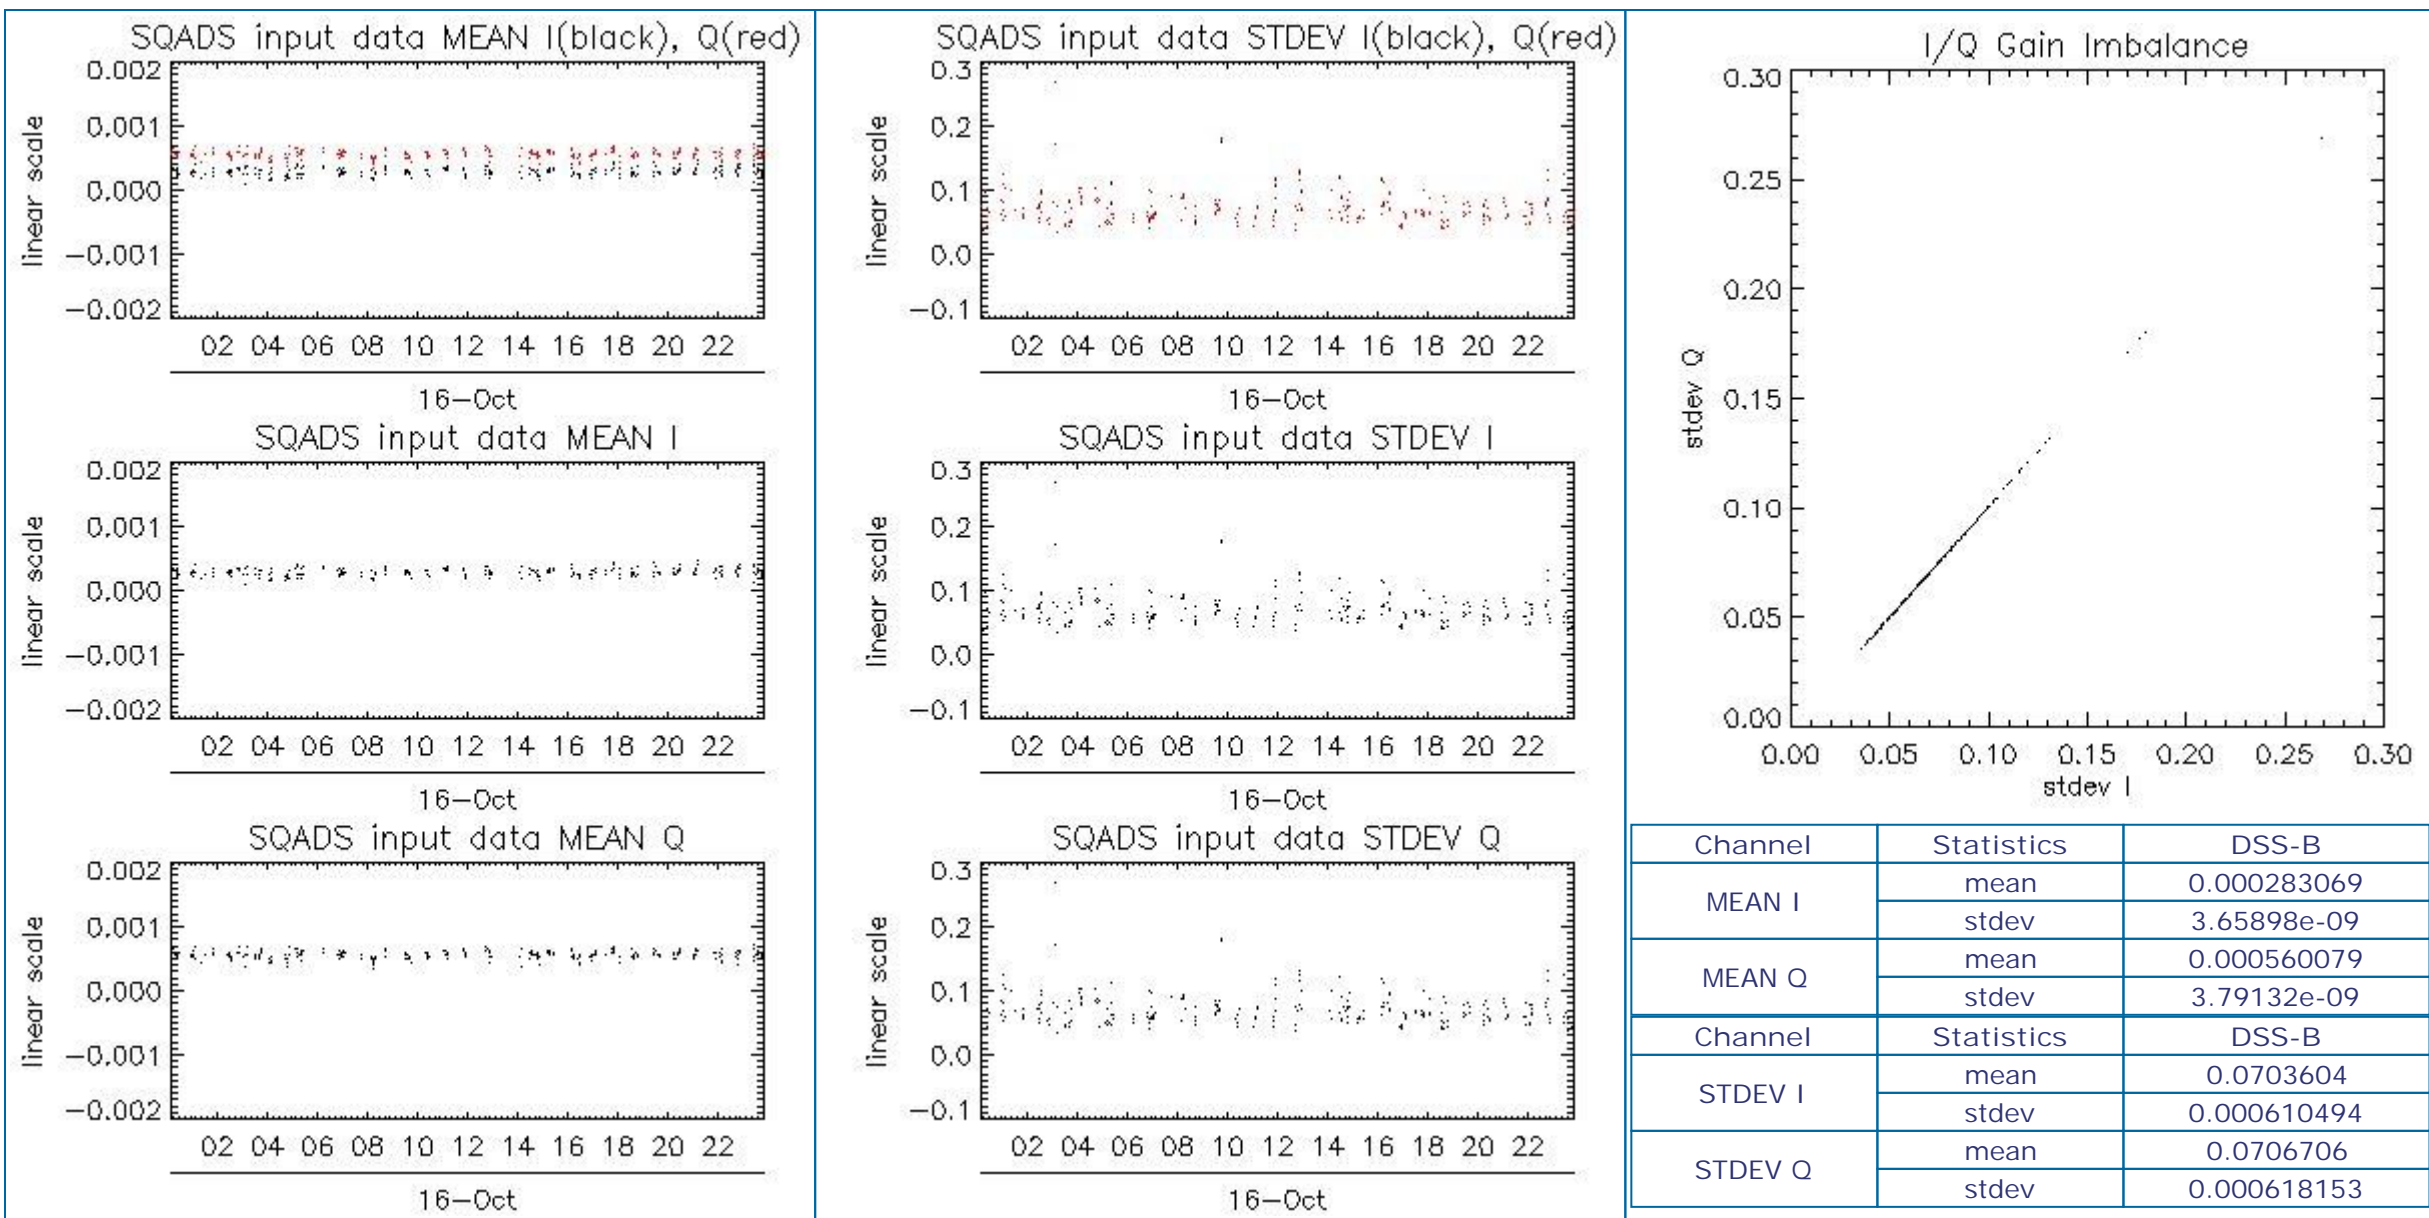 SQADS input data MEAN I(black), Q(red)
0.002
0.001
0.000
−0.001
−0.002
linear scale
02 04 06 08 10 12 14 16 18 20 22
16−Oct
SQADS input data MEAN I
0.002
0.001
0.000
−0.001
−0.002
linear scale
02 04 06 08 10 12 14 16 18 20 22
16−Oct
SQADS input data MEAN Q
0.002
0.001
0.000
−0.001
−0.002
linear scale
02 04 06 08 10 12 14 16 18 20 22
16−Oct
SQADS input data STDEV I(black), Q(red)
0.3
0.2
0.1
0.0
−0.1
linear scale
02 04 06 08 10 12 14 16 18 20 22
16−Oct
SQADS input data STDEV I
0.3
0.2
0.1
0.0
−0.1
linear scale
02 04 06 08 10 12 14 16 18 20 22
16−Oct
SQADS input data STDEV Q
0.3
0.2
0.1
0.0
−0.1
linear scale
02 04 06 08 10 12 14 16 18 20 22
16−Oct
I/Q Gain Imbalance
0.30
0.25
0.20
0.15
0.10
0.05
0.00
stdev Q
0.00 0.05 0.10 0.15 0.20 0.25 0.30
stdev I
Channel Statistics DSS-B
MEAN I mean 0.000283069
stdev 3.65898e-09
MEAN Q mean 0.000560079
stdev 3.79132e-09
Channel Statistics DSS-B
STDEV I mean 0.0703604
stdev 0.000610494
STDEV Q mean 0.0706706
stdev 0.000618153